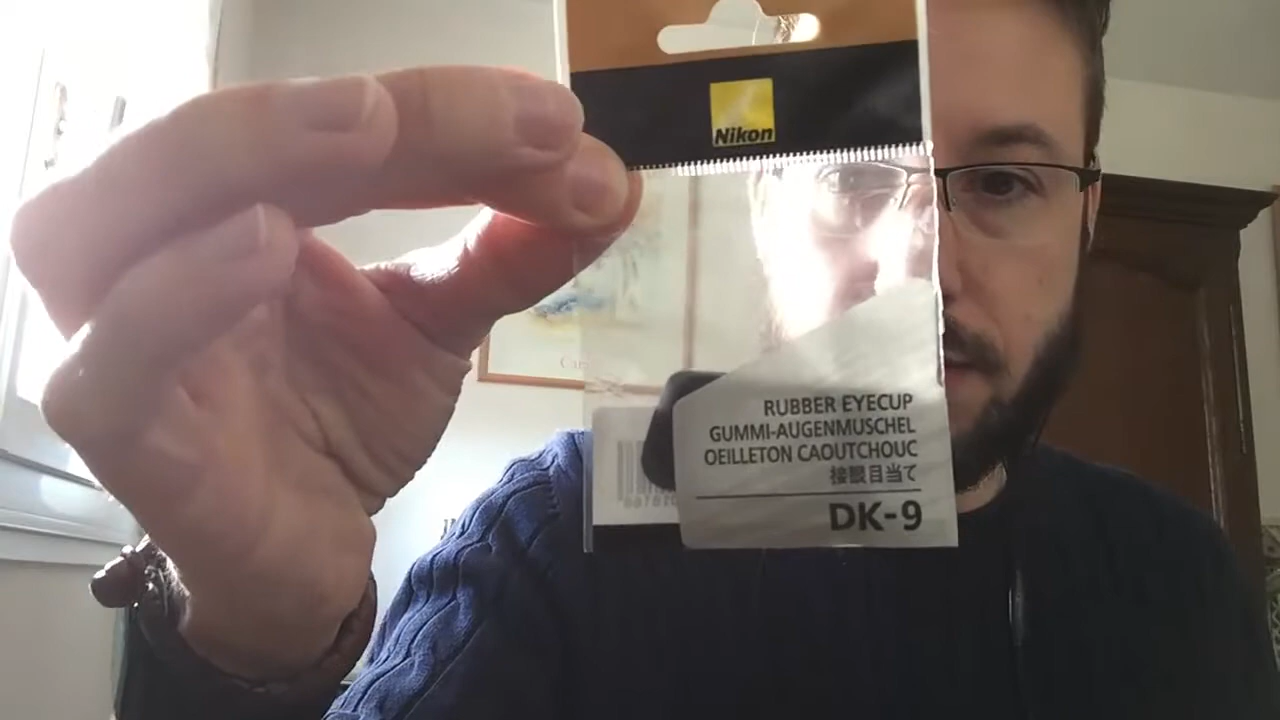 Nikon
RUBBER EYECUP
GUMMI-AUGENMUSCHEL
OEILLETON CAOUTCHOUC
接眼目当て
DK-9